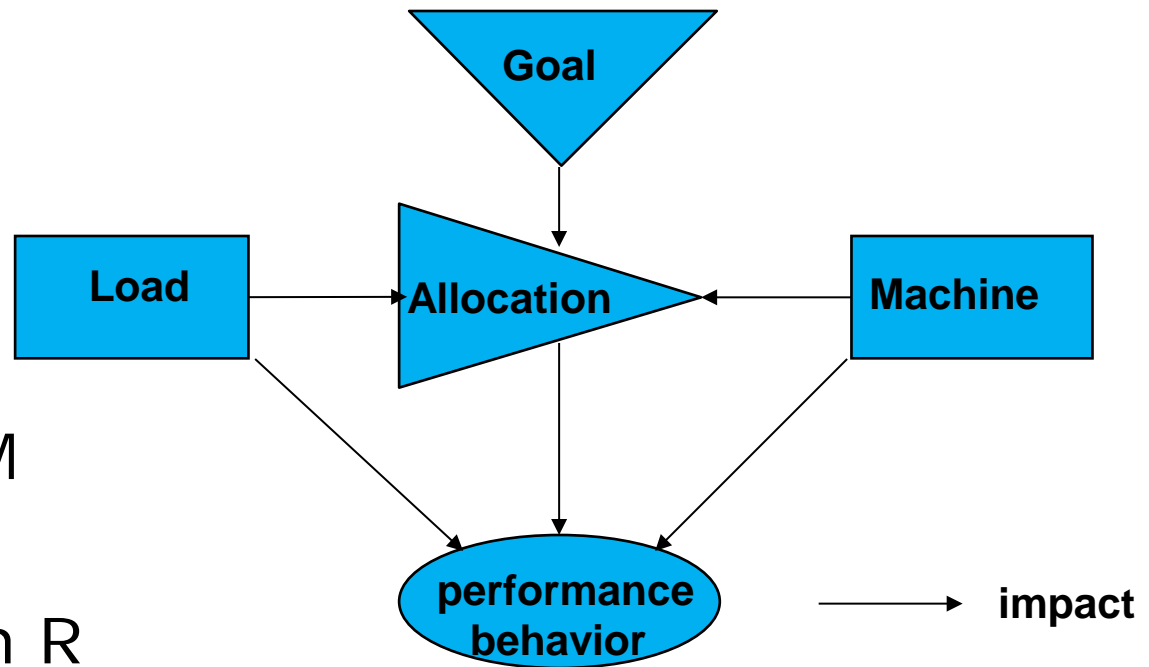 Goal
Load
Allocation
Machine
M
performance
behavior
impact
n R